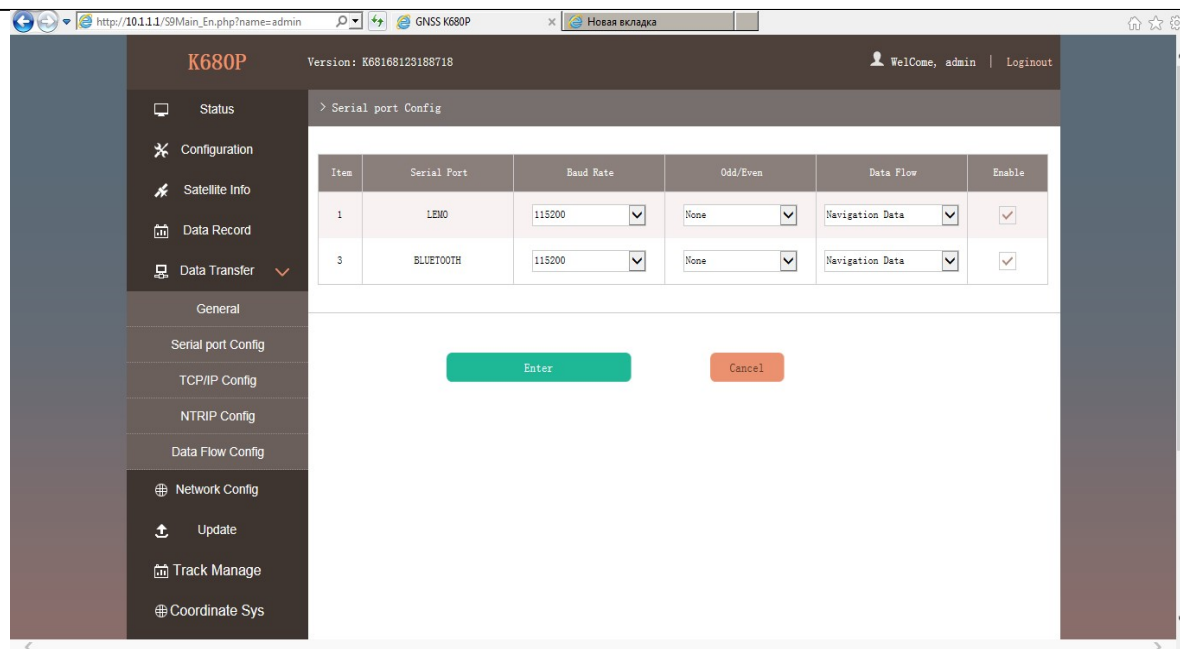 http://10.1.1.1/S9Main_En.php?name=admin
GNSS K680P
Новая вкладка
K680P
Version: K68168123188718
WelCome, admin | Loginout
Status
> Serial port Config
Configuration
Satellite Info
Data Record
Data Transfer
General
Serial port Config
TCP/IP Config
NTRIP Config
Data Flow Config
Network Config
Update
Track Manage
Coordinate Sys
Item Serial Port Baud Rate Odd/Even Data Flow Enable
1 LEMO 115200 None Navigation Data
3 BLUETOOTH 115200 None Navigation Data
Enter
Cancel